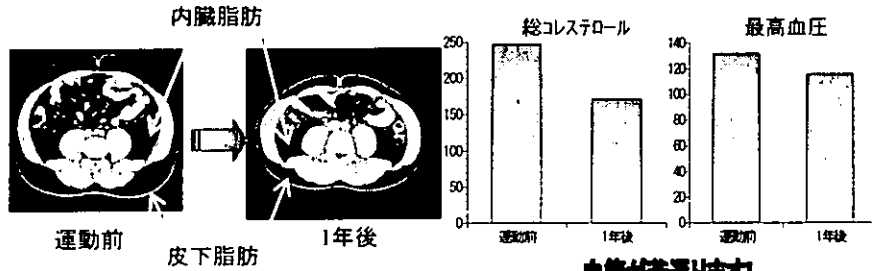 内臓脂肪
運動前
1年後
皮下脂肪
総コレステロール
250
200
150
100
50
0
運動前
1年後
最高血圧
140
120
100
80
60
40
20
0
運動前
1年後